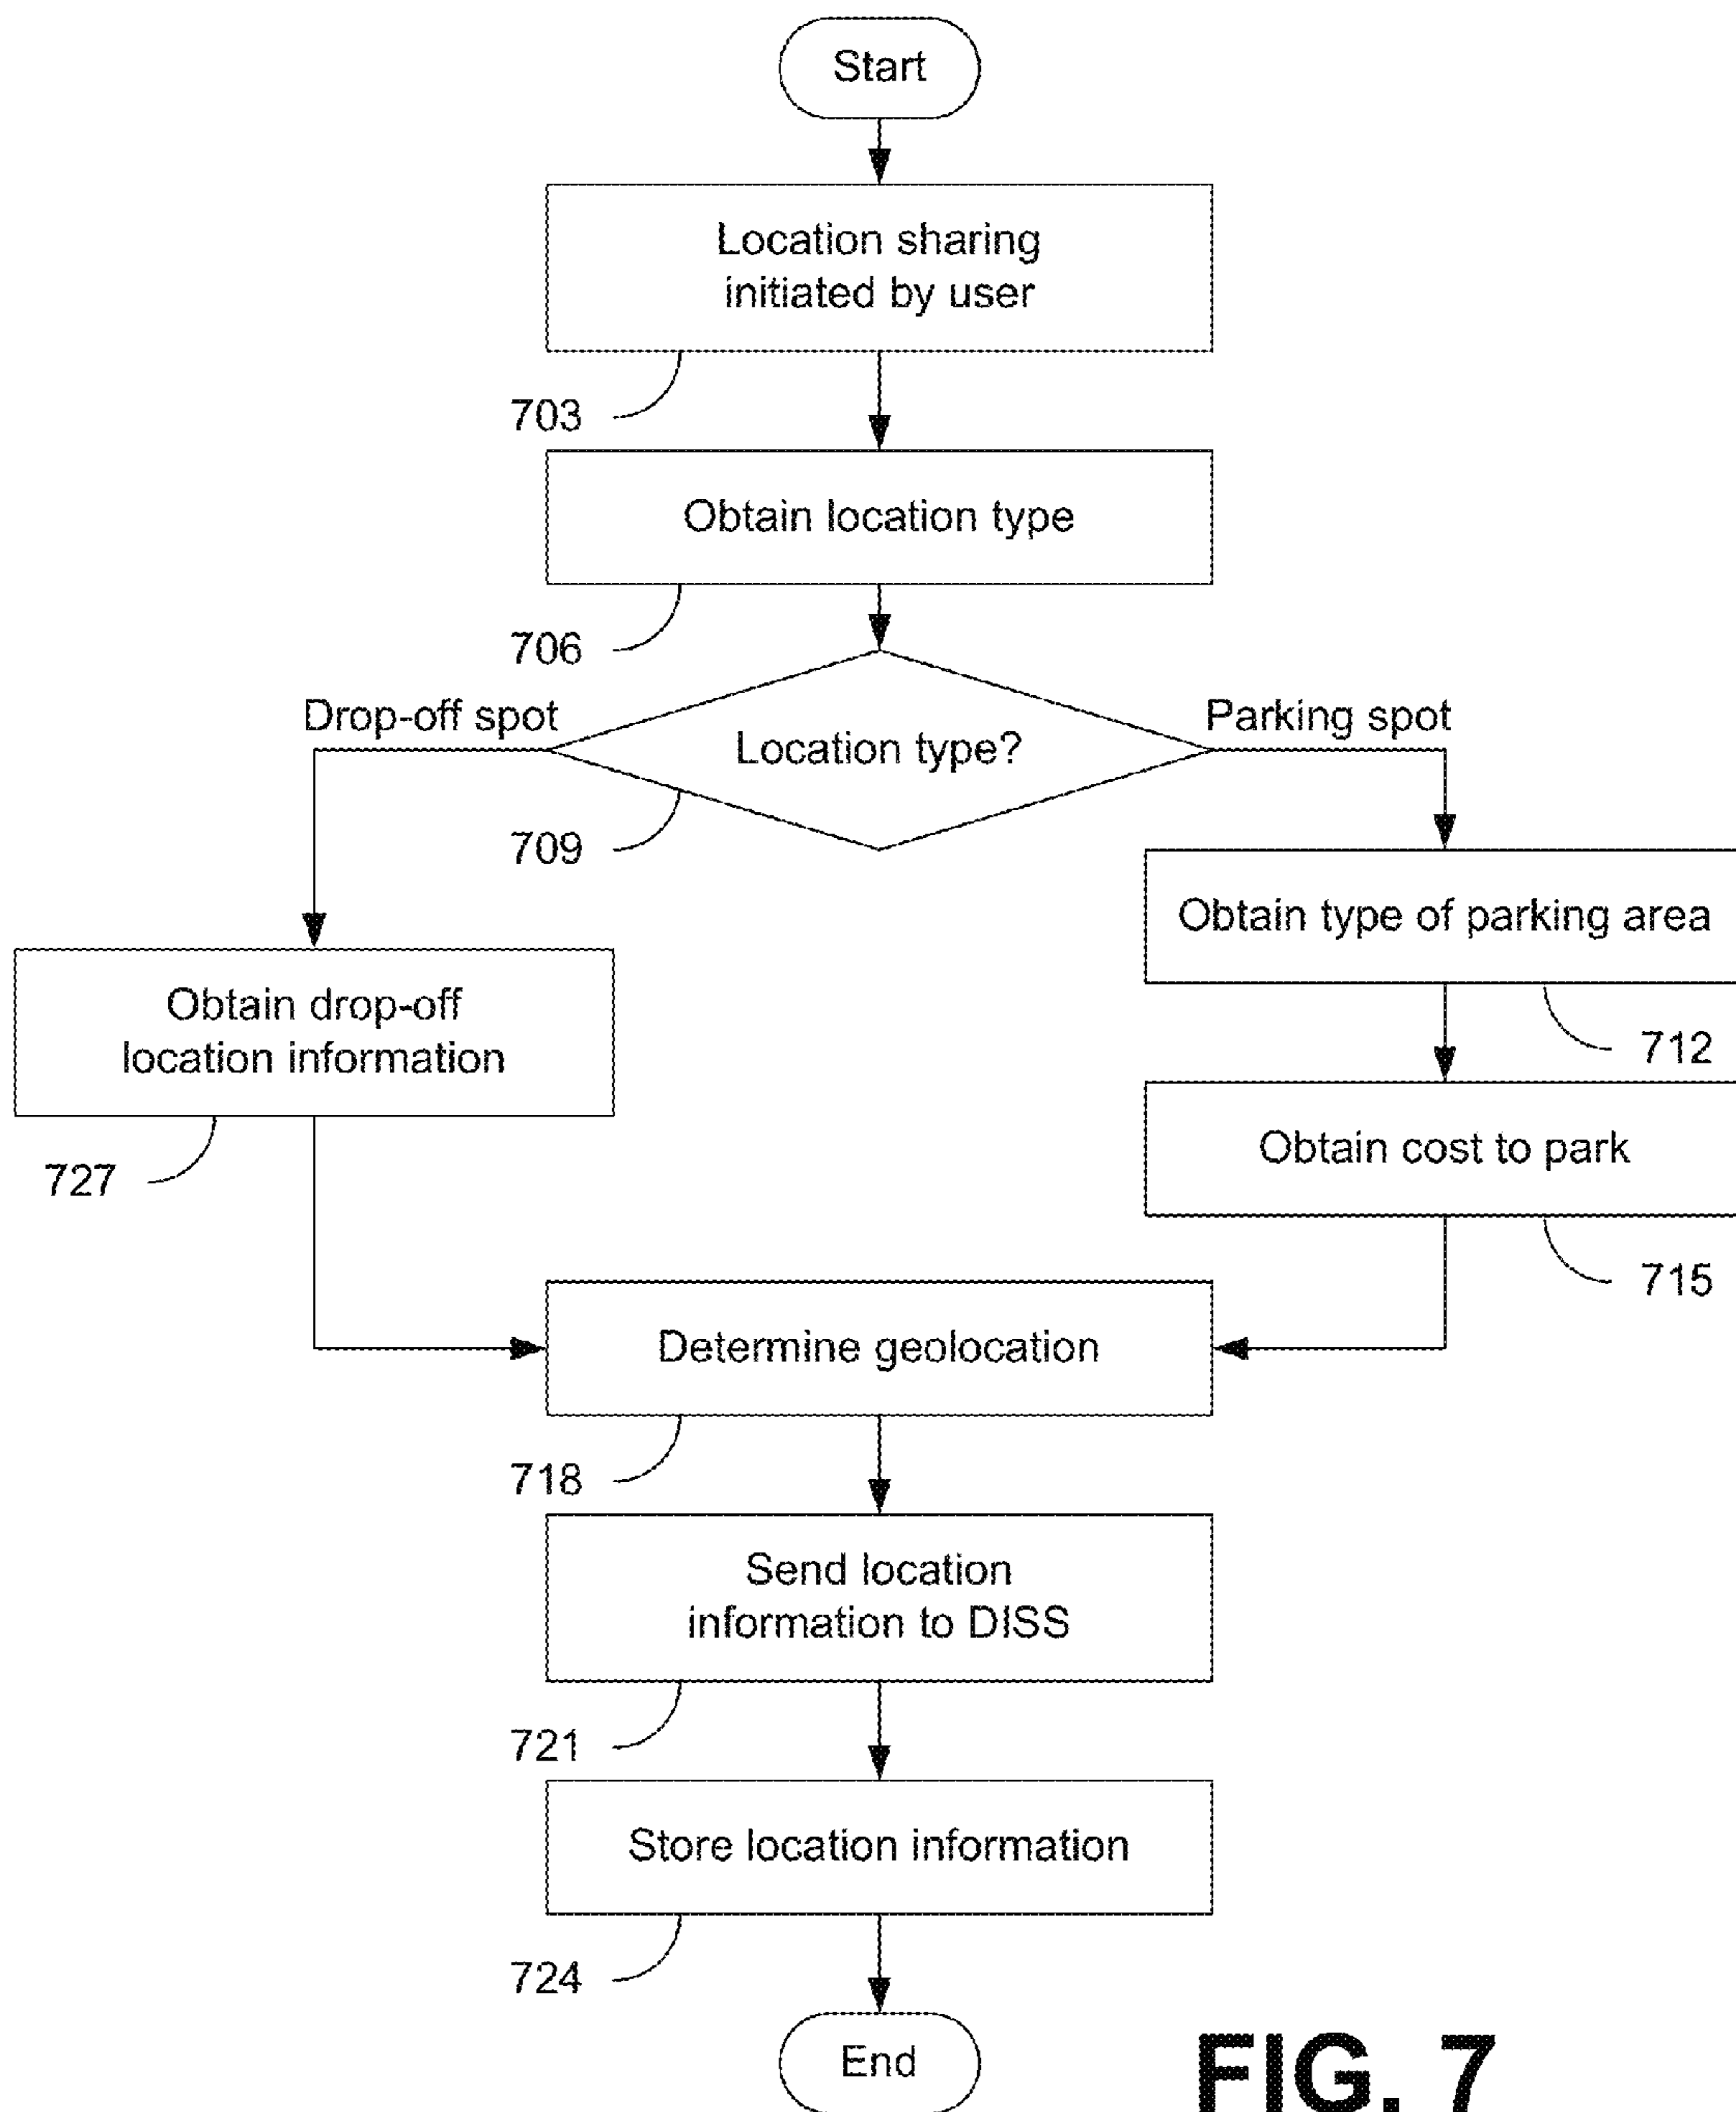 Start
Location sharing
initiated by user
703
Obtain location type
706
Drop-off spot
Location type?
Parking spot
709
Obtain type of parking area
712
Obtain drop-off
location information
727
Obtain cost to park
715
Determine geolocation
718
Send location
information to DISS
721
Store location information
724
End
FIG. 7